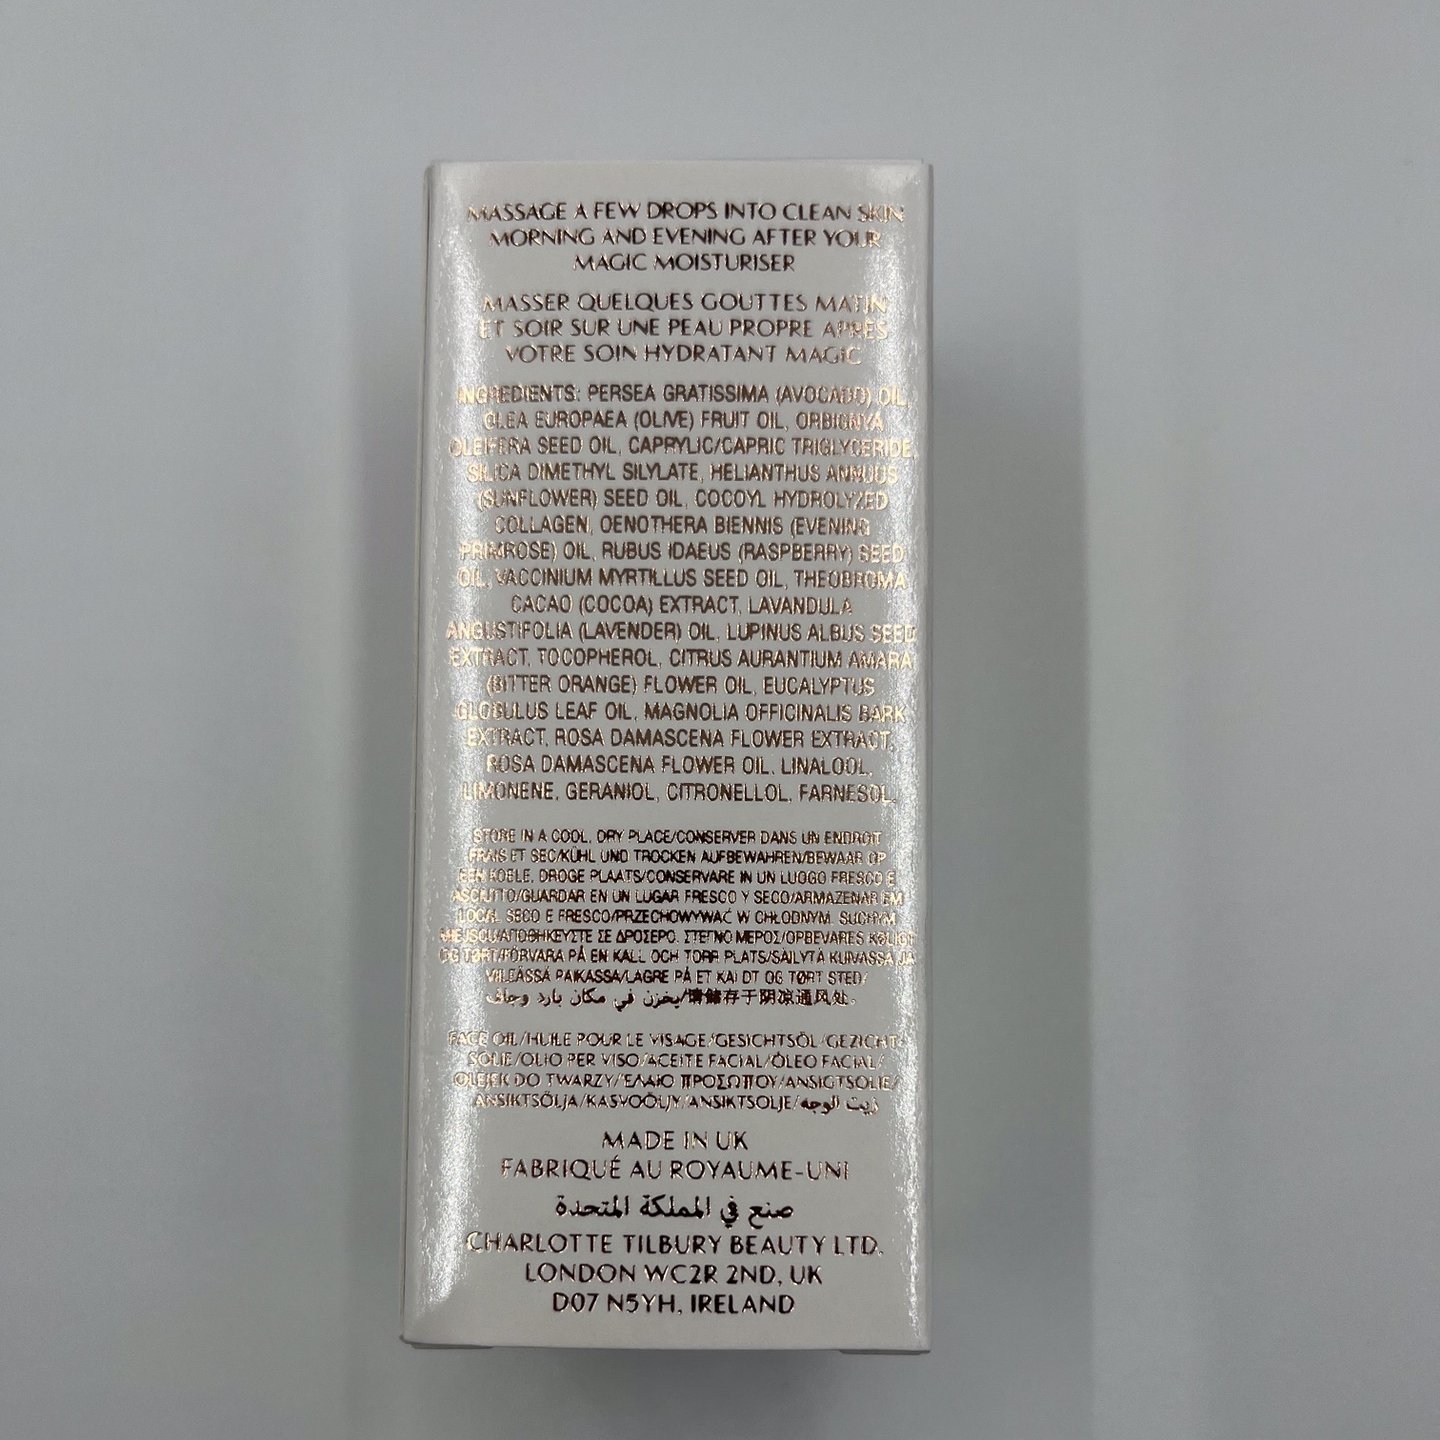 MASSAGE A FEW DROPS INTO CLEAN SKIN
MORNING AND EVENING AFTER YOUR
MAGIC MOISTURISER
MASSER QUELQUES GOUTTES MATIN
ET SOIR SUR UNE PEAU PROPRE APRÈS
VOTRE SOIN HYDRATANT MAGIC
INGREDIENTS: PERSEA GRATISSIMA (AVOCADO) OIL,
OLEA EUROPAEA (OLIVE) FRUIT OIL, ORBIGNYA
OLEIFERA SEED OIL, CAPRYLIC/CAPRIC TRIGLYCERIDE,
SILICA DIMETHYL SILYLATE, HELIANTHUS ANNUUS
(SUNFLOWER) SEED OIL, COCOYL HYDROLYZED
COLLAGEN, OENOTHERA BIENNIS (EVENING
PRIMROSE) OIL, RUBUS IDAEUS (RASPBERRY) SEED
OIL, VACCINIUM MYRTILLUS SEED OIL, THEOBROMA
CACAO (COCOA) EXTRACT, LAVANDULA
ANGUSTIFOLIA (LAVENDER) OIL, LUPINUS ALBUS SEED
EXTRACT, TOCOPHEROL, CITRUS AURANTIUM AMARA
(BITTER ORANGE) FLOWER OIL, EUCALYPTUS
GLOBULUS LEAF OIL, MAGNOLIA OFFICINALIS BARK
EXTRACT, ROSA DAMASCENA FLOWER EXTRACT,
ROSA DAMASCENA FLOWER OIL, LINALOOL,
LIMONENE, GERANIOL, CITRONELLOL, FARNESOL.
STORE IN A COOL, DRY PLACE/CONSERVER DANS UN ENDROIT
FRAIS ET SEC/KÜHL UND TROCKEN AUFBEWAHREN/BEWAAR OP
EEN KOELE, DROGE PLAATS/CONSERVARE IN UN LUOGO FRESCO E
ASCIUTTO/GUARDAR EN UN LUGAR FRESCO Y SECO/ARMAZENAR EM
LOCAL SECO E FRESCO/PRZECHOWYWAĆ W CHŁODNYM, SUCHYM
MIEJSCU/ΑΠΟΘΗΚΕΥΣΤΕ ΣΕ ΔΡΟΣΕΡΟ, ΣΤΕΓΝΟ ΜΕΡΟΣ/OPBEVARES KØLIGT
OG TØRT/FÖRVARA PÅ EN KALL OCH TORR PLATS/SÄILYTÄ KUIVASSA JA
VIILEÄSSÄ PAIKASSA/LAGRE PÅ ET KALDT OG TØRT STED/
يخزن في مكان بارد وجاف/请储存于阴凉通风处。
FACE OIL/HUILE POUR LE VISAGE/GESICHTSÖL/GEZICHT-
SOLIE/OLIO PER VISO/ACEITE FACIAL/ÓLEO FACIAL/
OLEJEK DO TWARZY/ΈΛΑΙΟ ΠΡΟΣΩΠΟΥ/ANSIGTSOLIE/
ANSIKTSOLJA/KASVOÖLJY/ANSIKTSOLJE/زيت الوجه
MADE IN UK
FABRIQUÉ AU ROYAUME-UNI
صنع في المملكة المتحدة
CHARLOTTE TILBURY BEAUTY LTD.
LONDON WC2R 2ND, UK
D07 N5YH, IRELAND